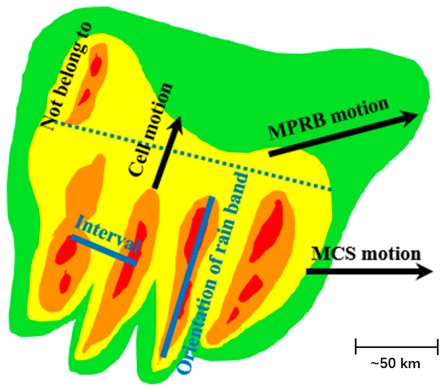 Not belong to
Cell motion
MPRB motion
Interval
Orientation of rain band
MCS motion
~50 km